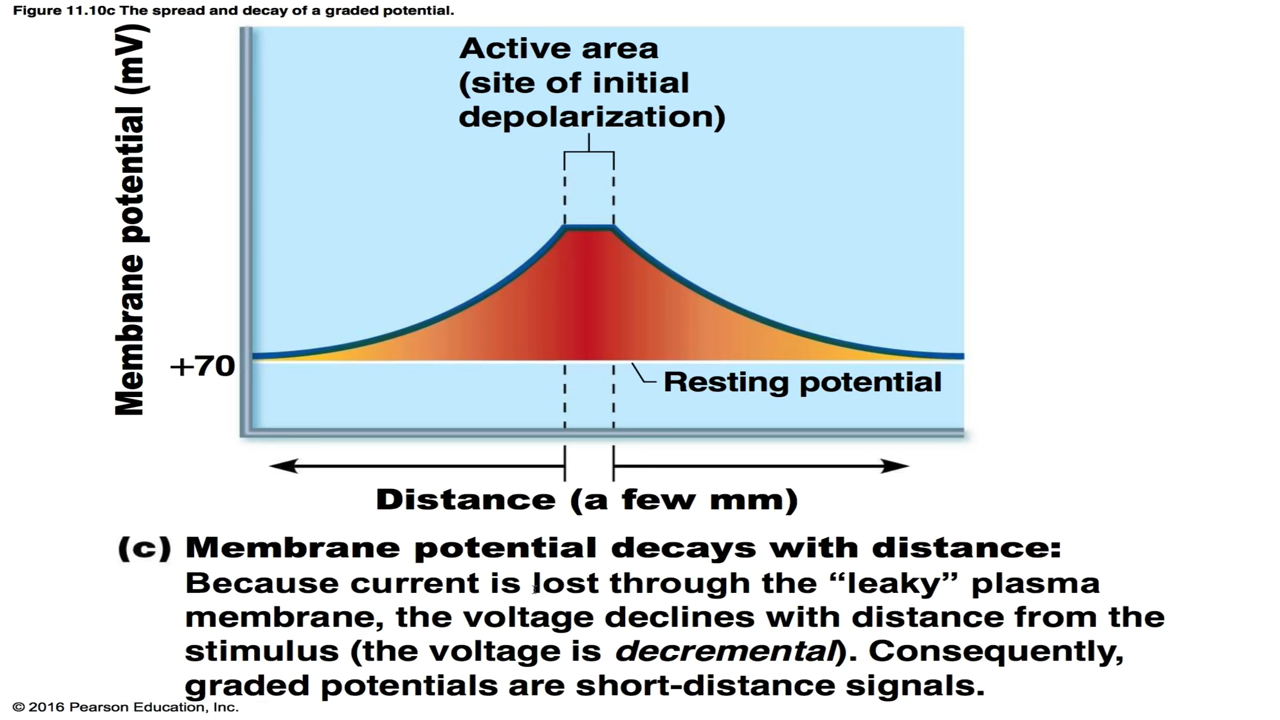 Figure 11.10c The spread and decay of a graded potential.
Membrane potential (mV)
Active area
(site of initial
depolarization)
+70
Resting potential
Distance (a few mm)
(c) Membrane potential decays with distance:
Because current is lost through the “leaky” plasma
membrane, the voltage declines with distance from the
stimulus (the voltage is decremental). Consequently,
graded potentials are short-distance signals.
© 2016 Pearson Education, Inc.